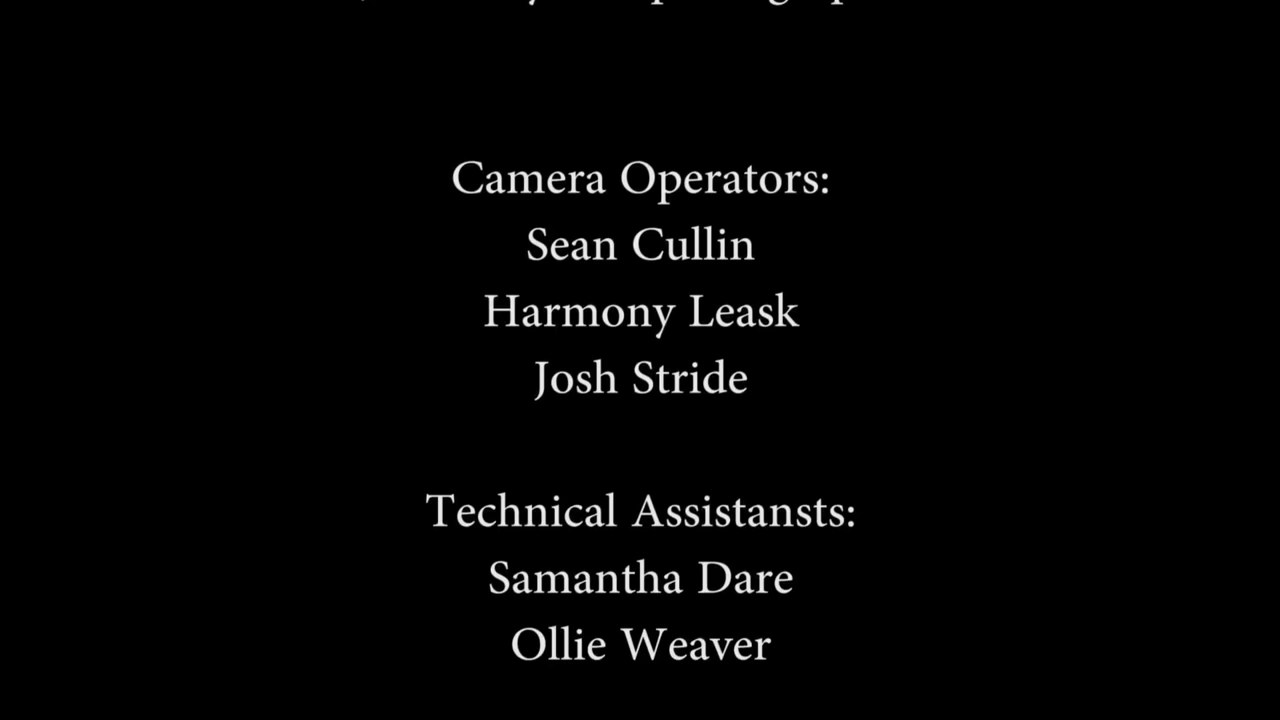 Camera Operators:
Sean Cullin
Harmony Leask
Josh Stride
Technical Assistansts:
Samantha Dare
Ollie Weaver